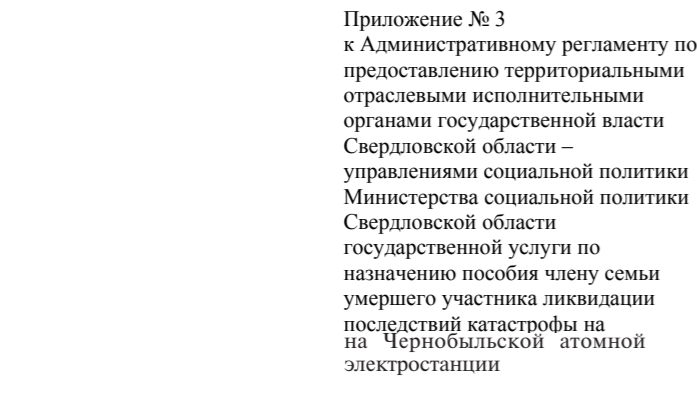 Приложение № 3
к Административному регламенту по
предоставлению территориальными
отраслевыми исполнительными
органами государственной власти
Свердловской области –
управлениями социальной политики
Министерства социальной политики
Свердловской области
государственной услуги по
назначению пособия члену семьи
умершего участника ликвидации
последствий катастрофы на
на Чернобыльской атомной
электростанции